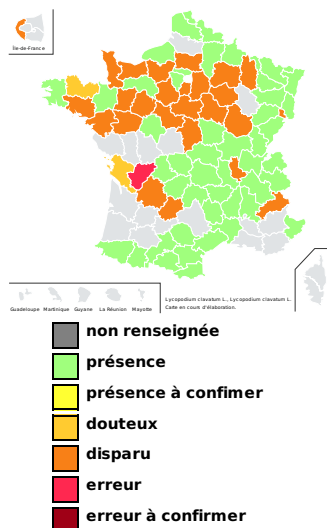 Île-de-France
Guadeloupe Martinique Guyane La Réunion Mayotte
Lycopodium clavatum L., Lycopodium clavatum L.
Carte en cours d'élaboration.
non renseignée
présence
présence à confimer
douteux
disparu
erreur
erreur à confirmer